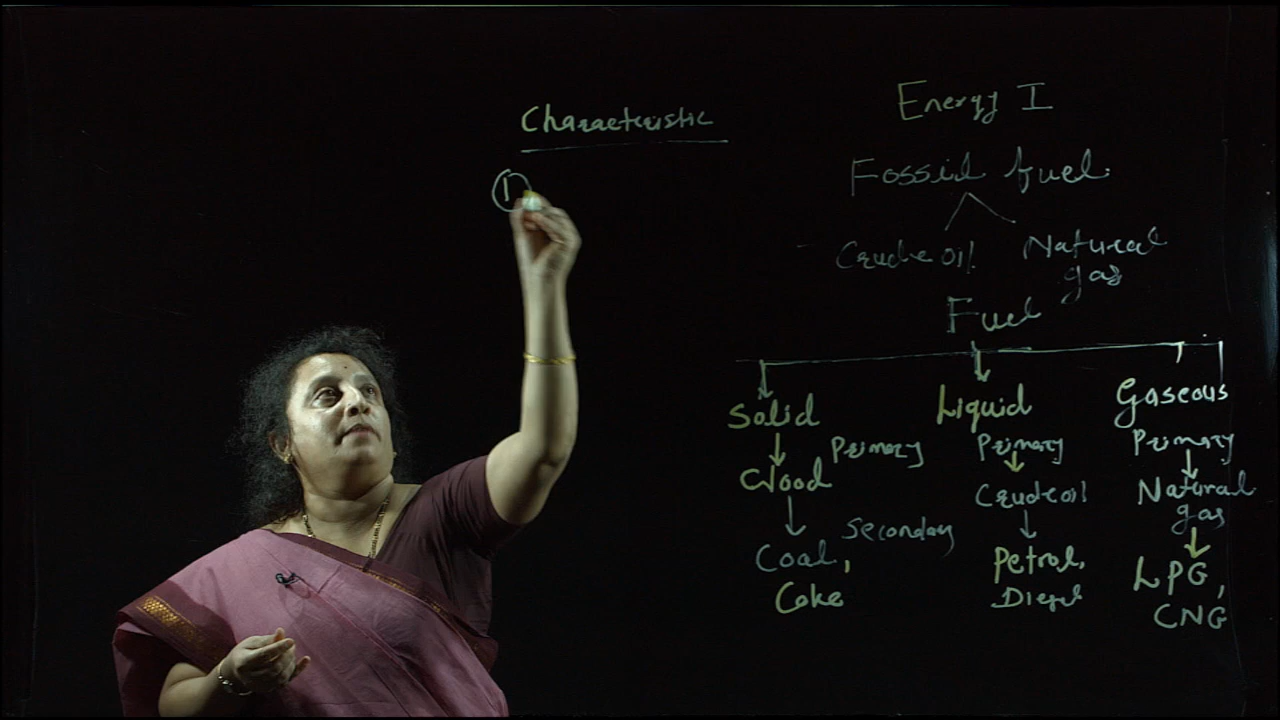 Characteristic
①
Energy I
Fossil fuel
Crude oil Natural gas
Fuel
Solid Liquid Gaseous
Primary Primary Primary
Wood Crude oil Natural gas
Secondary
Coal, Petrol, LPG,
Coke Diesel CNG